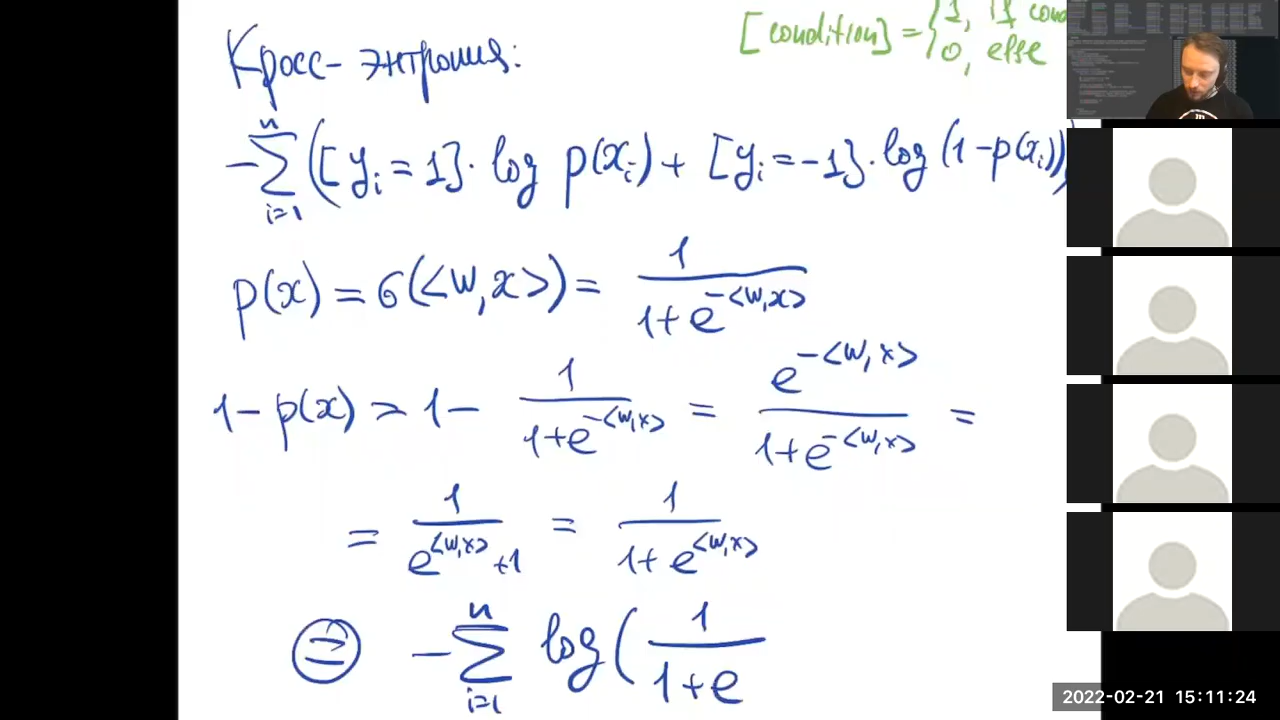 [condition] = { 1, if cond
0, else
Кросс-энтропия:
-∑_{i=1}^{n} ([y_i = 1] · log p(x_i) + [y_i = -1] · log(1 - p(x_i))
p(x) = σ(<w, x>) = 1 / (1 + e^{-<w,x>})
1 - p(x) = 1 - 1 / (1 + e^{-<w,x>}) = e^{-<w,x>} / (1 + e^{-<w,x>}) =
= 1 / (e^{<w,x>} + 1) = 1 / (1 + e^{<w,x>})
= -∑_{i=1}^{n} log( 1 / (1 + e
2022-02-21 15:11:24